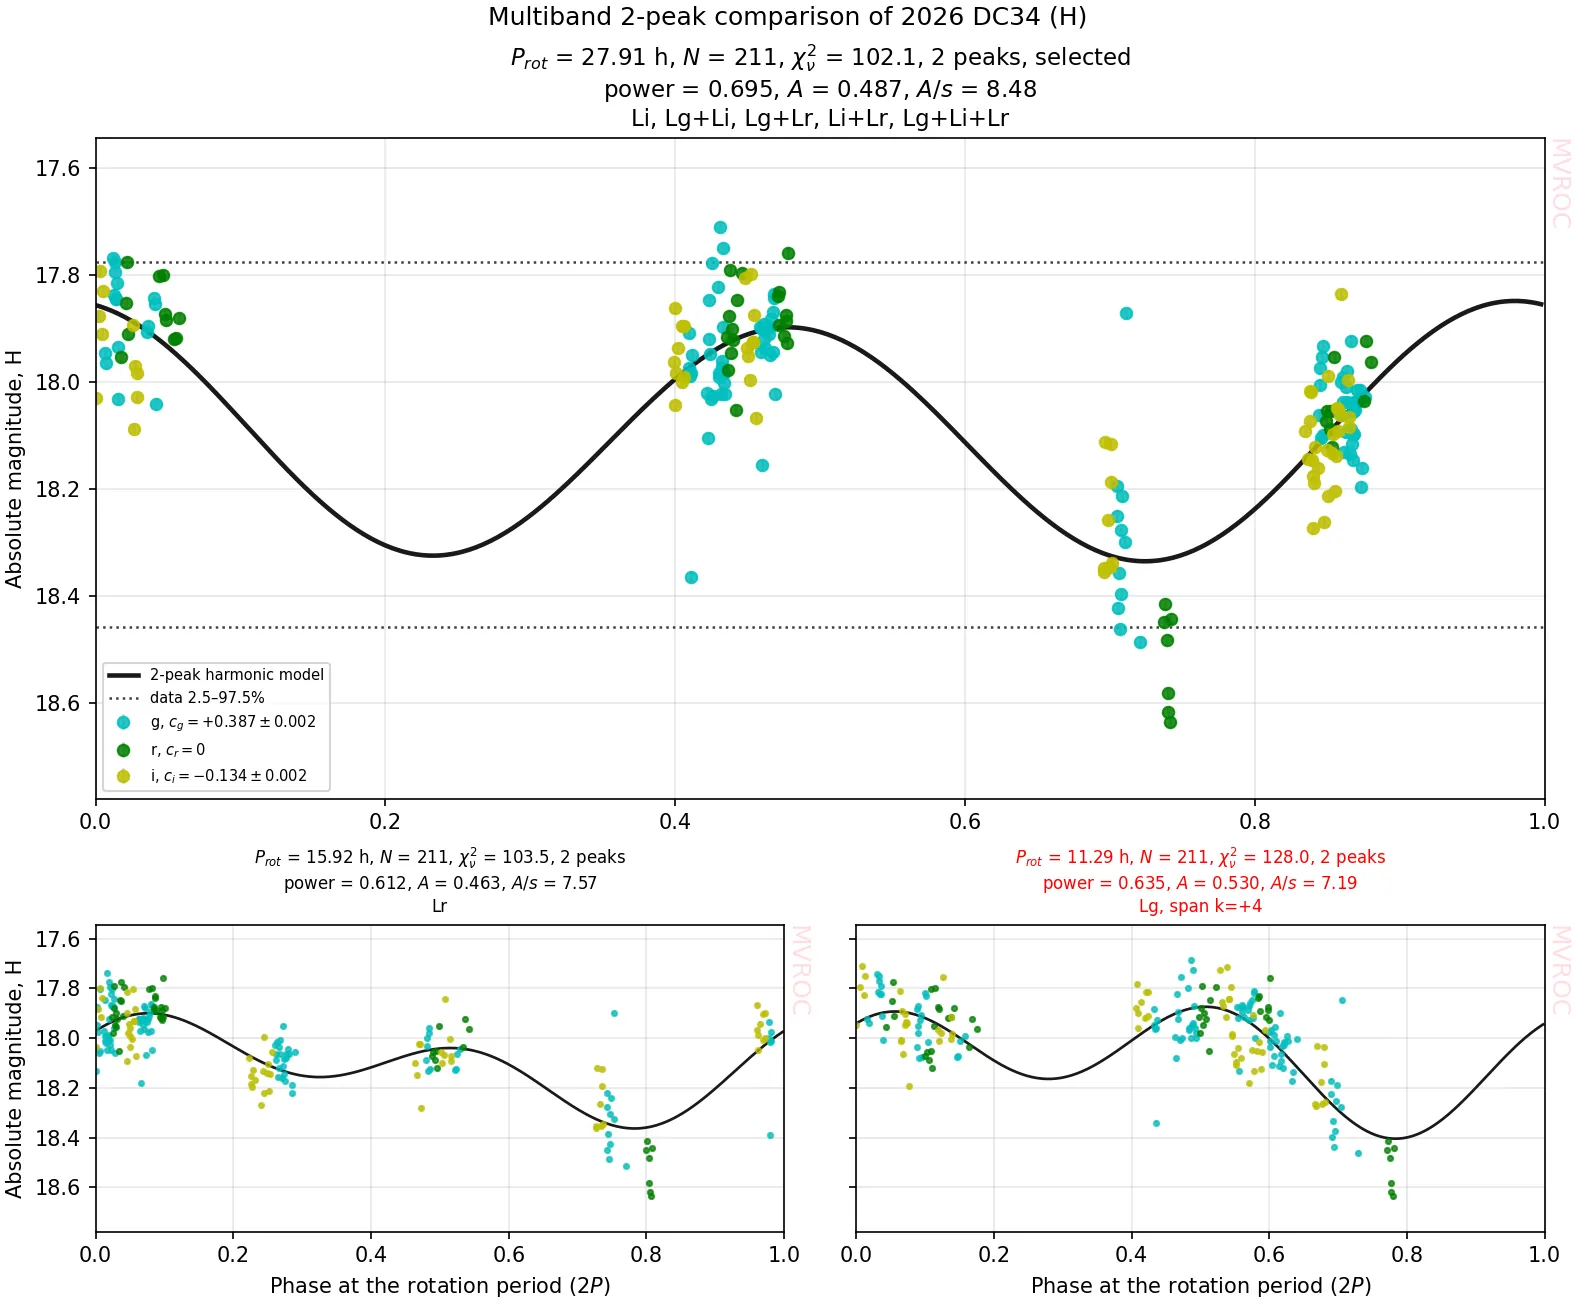 Multiband 2-peak comparison of 2026 DC34 (H)
P_rot = 27.91 h, N = 211, χ²_ν = 102.1, 2 peaks, selected
power = 0.695, A = 0.487, A/s = 8.48
Li, Lg+Li, Lg+Lr, Li+Lr, Lg+Li+Lr
MVROC
Absolute magnitude, H
17.6
17.8
18.0
18.2
18.4
18.6
2-peak harmonic model
data 2.5–97.5%
g, c_g = +0.387 ± 0.002
r, c_r = 0
i, c_i = −0.134 ± 0.002
0.0 0.2 0.4 0.6 0.8 1.0
P_rot = 15.92 h, N = 211, χ²_ν = 103.5, 2 peaks
power = 0.612, A = 0.463, A/s = 7.57
Lr
MVROC
Absolute magnitude, H
17.6
17.8
18.0
18.2
18.4
18.6
0.0 0.2 0.4 0.6 0.8 1.0
Phase at the rotation period (2P)
P_rot = 11.29 h, N = 211, χ²_ν = 128.0, 2 peaks
power = 0.635, A = 0.530, A/s = 7.19
Lg, span k=+4
MVROC
0.0 0.2 0.4 0.6 0.8 1.0
Phase at the rotation period (2P)